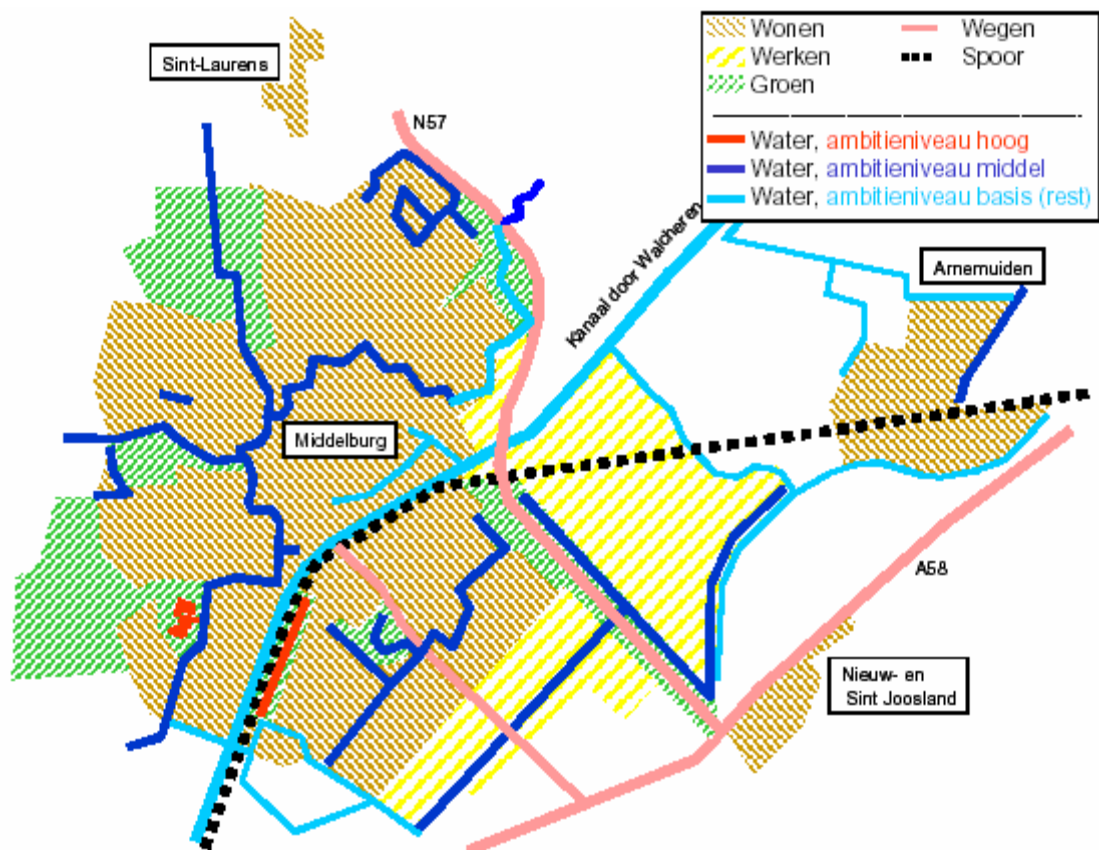 Sint-Laurens
N57
Wonen
Werken
Groen
Wegen
Spoor
Water, ambitieniveau hoog
Water, ambitieniveau middel
Water, ambitieniveau basis (rest)
Kanaal door Walcheren
Arnemuiden
Middelburg
A58
Nieuw- en
Sint Joosland